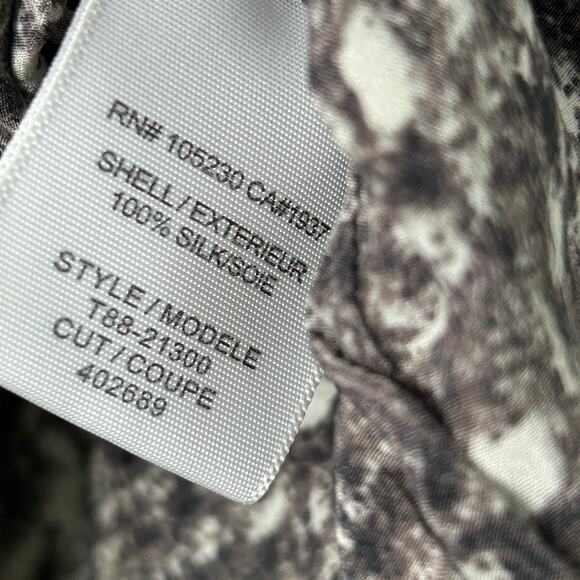 RN# 105230 CA#1937
SHELL / EXTERIEUR
100% SILK/SOIE
STYLE / MODELE
T88-21300
CUT / COUPE
402689